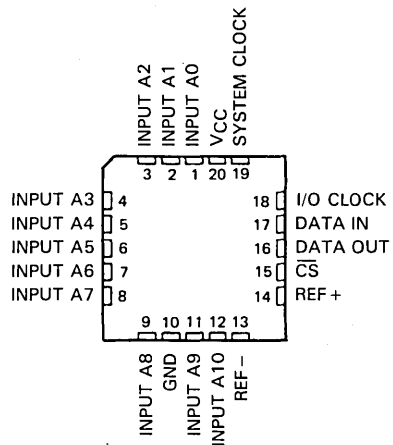 INPUT A2
INPUT A1
INPUT A0
VCC
SYSTEM CLOCK
3
2
1
20
19
INPUT A3 4
INPUT A4 5
INPUT A5 6
INPUT A6 7
INPUT A7 8
18 I/O CLOCK
17 DATA IN
16 DATA OUT
15 C̅S̅
14 REF+
9
10
11
12
13
INPUT A8
GND
INPUT A9
INPUT A10
REF−